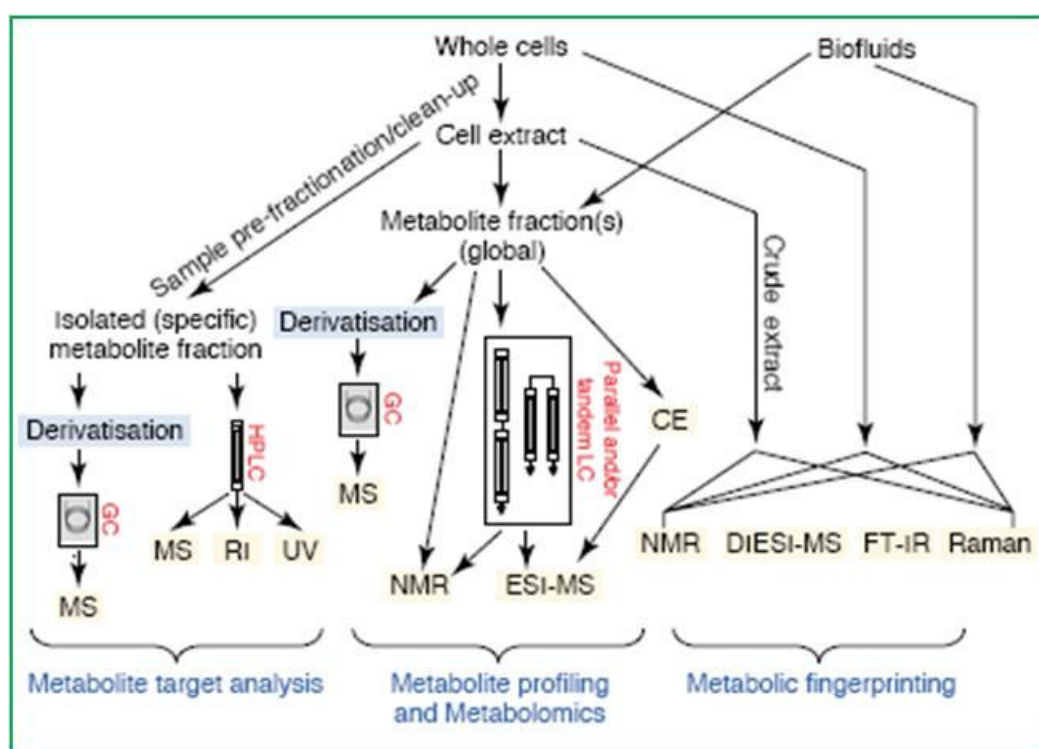 Whole cells
Biofluids
Sample pre-fractionation/clean-up
Cell extract
Metabolite fraction(s)
(global)
Crude extract
Isolated (specific)
metabolite fraction
Derivatisation
GC
MS
HPLC
MS
RI
UV
Derivatisation
GC
MS
Parallel and/or
tandem LC
CE
NMR
ESI-MS
NMR
DIESI-MS
FT-IR
Raman
Metabolite target analysis
Metabolite profiling
and Metabolomics
Metabolic fingerprinting